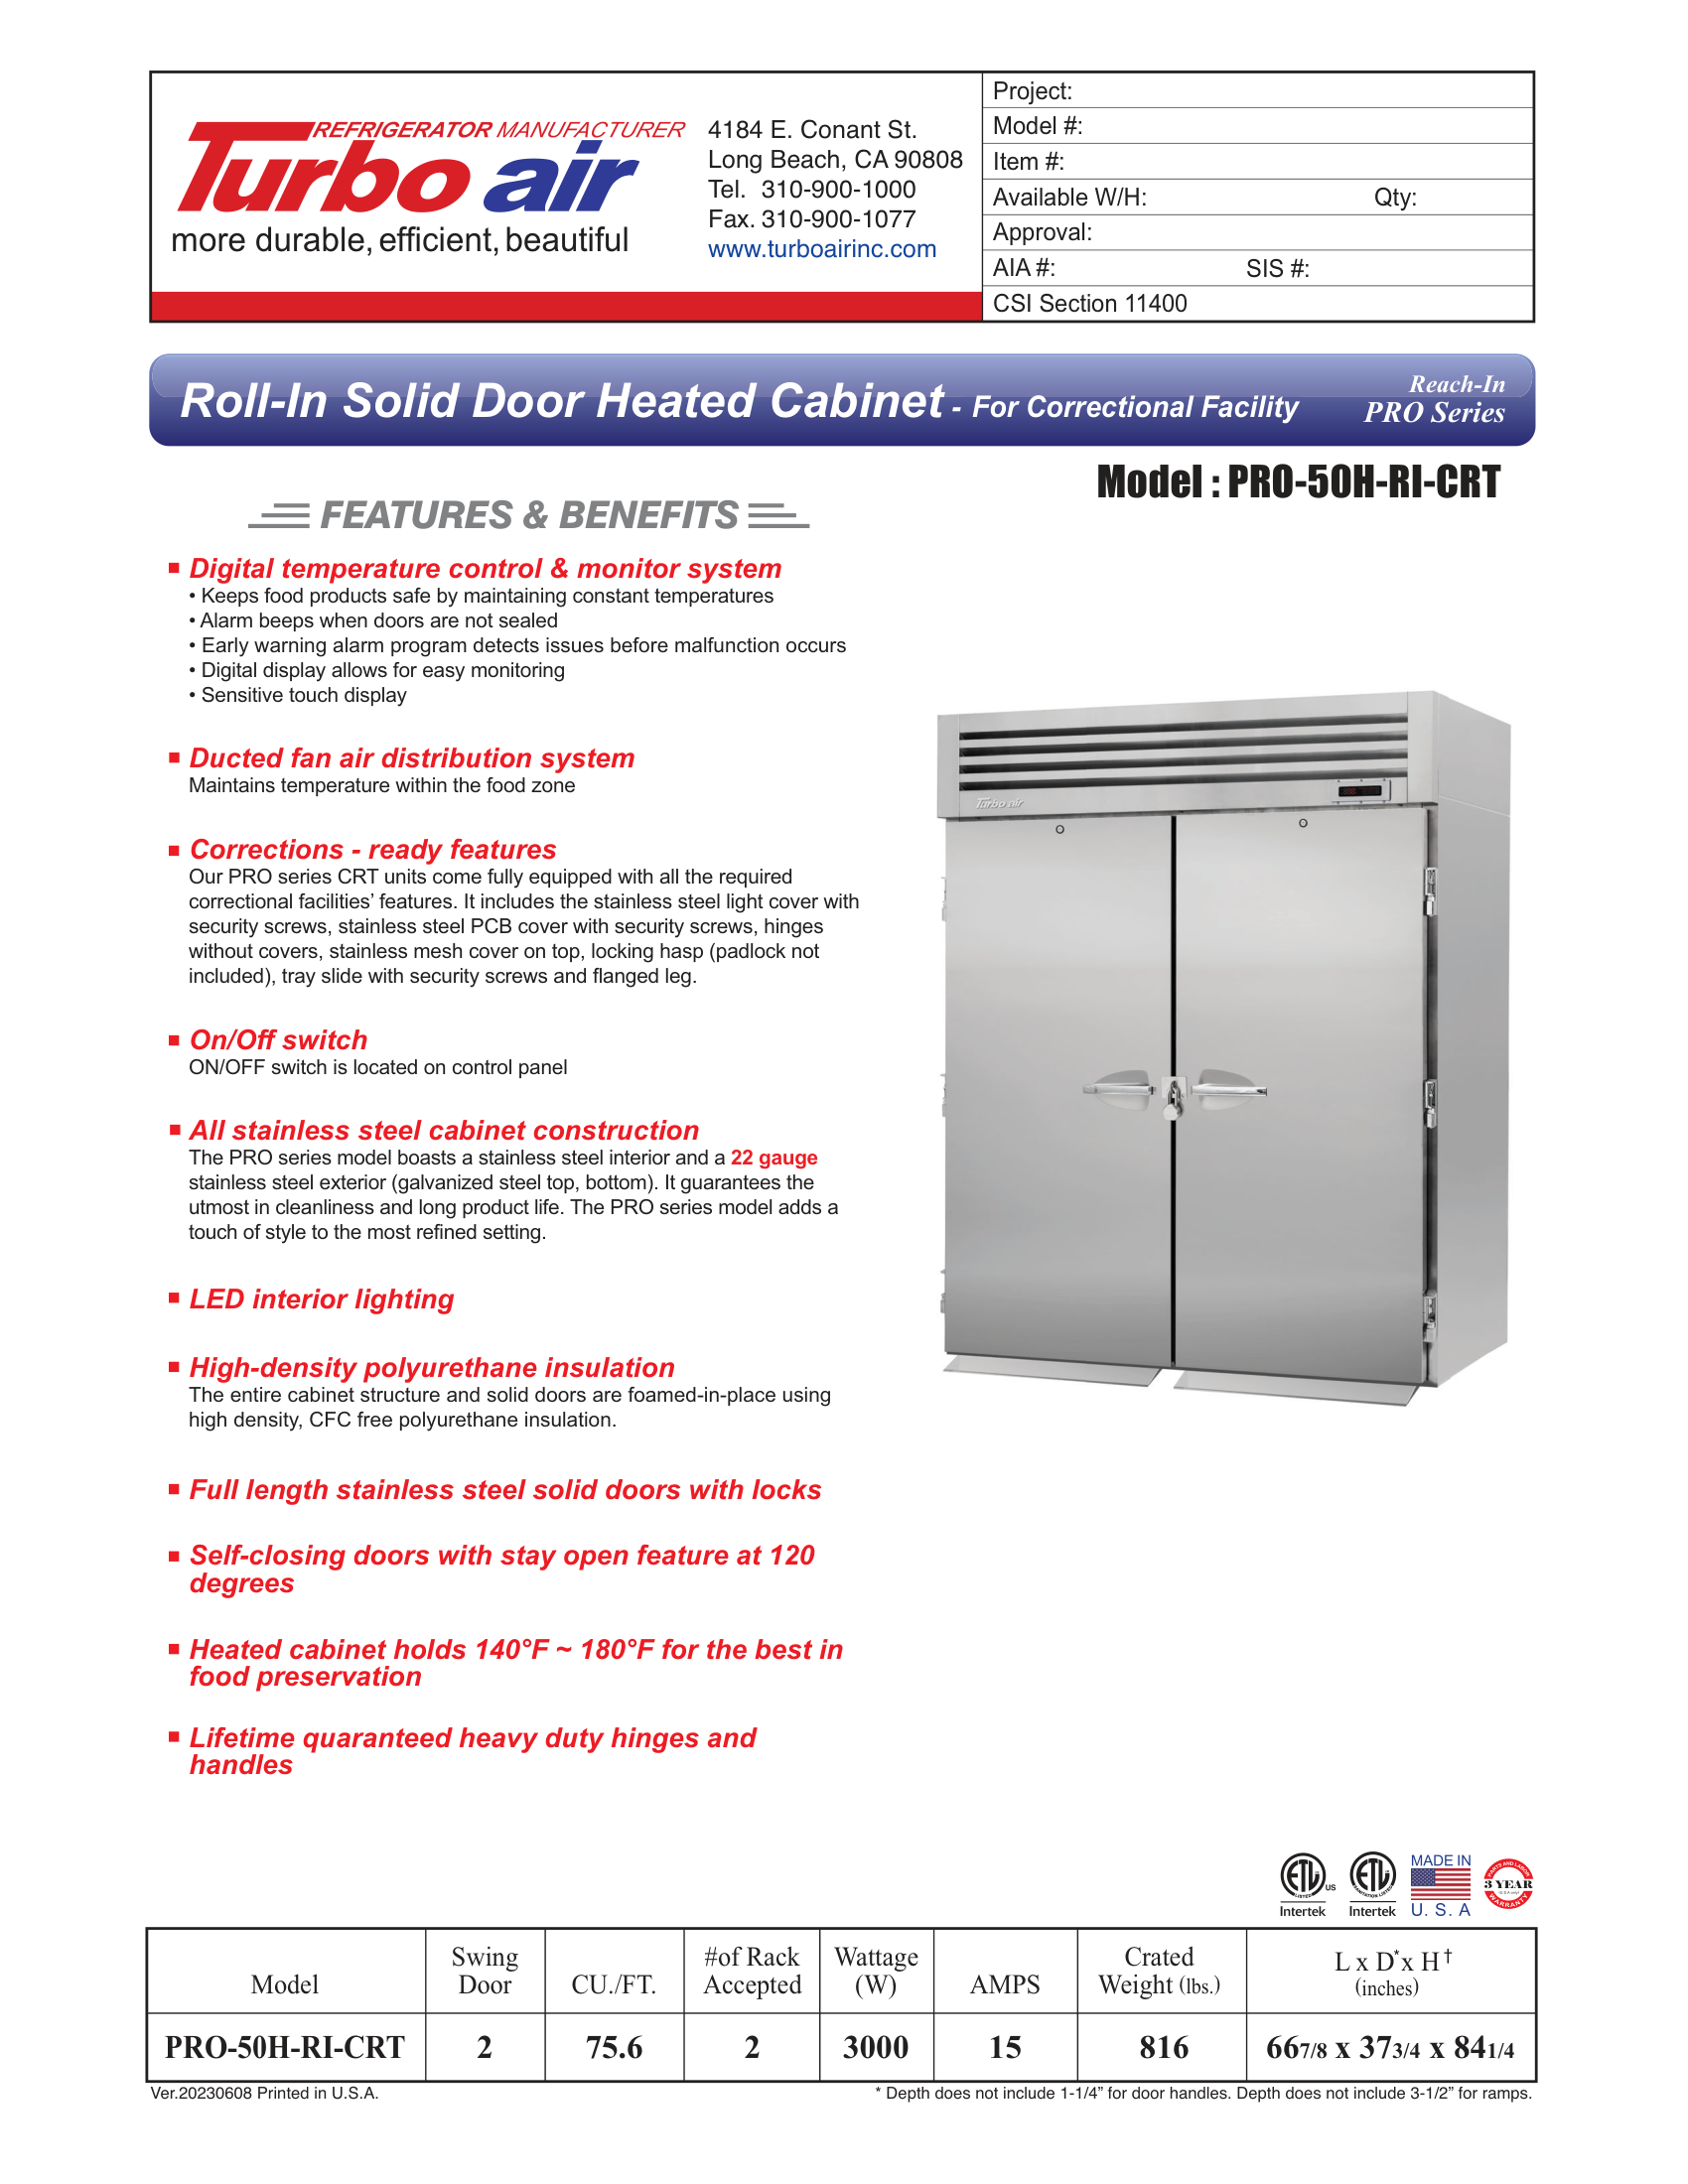 REFRIGERATOR MANUFACTURER
Turbo air
more durable, efficient, beautiful
4184 E. Conant St.
Long Beach, CA 90808
Tel. 310-900-1000
Fax. 310-900-1077
www.turboairinc.com
Project:
Model #:
Item #:
Available W/H: Qty:
Approval:
AIA #: SIS #:
CSI Section 11400
Roll-In Solid Door Heated Cabinet - For Correctional Facility
Reach-In
PRO Series
Model : PRO-50H-RI-CRT
FEATURES & BENEFITS
Digital temperature control & monitor system
• Keeps food products safe by maintaining constant temperatures
• Alarm beeps when doors are not sealed
• Early warning alarm program detects issues before malfunction occurs
• Digital display allows for easy monitoring
• Sensitive touch display
Ducted fan air distribution system
Maintains temperature within the food zone
Corrections - ready features
Our PRO series CRT units come fully equipped with all the required
correctional facilities’ features. It includes the stainless steel light cover with
security screws, stainless steel PCB cover with security screws, hinges
without covers, stainless mesh cover on top, locking hasp (padlock not
included), tray slide with security screws and flanged leg.
On/Off switch
ON/OFF switch is located on control panel
All stainless steel cabinet construction
The PRO series model boasts a stainless steel interior and a 22 gauge
stainless steel exterior (galvanized steel top, bottom). It guarantees the
utmost in cleanliness and long product life. The PRO series model adds a
touch of style to the most refined setting.
LED interior lighting
High-density polyurethane insulation
The entire cabinet structure and solid doors are foamed-in-place using
high density, CFC free polyurethane insulation.
Full length stainless steel solid doors with locks
Self-closing doors with stay open feature at 120
degrees
Heated cabinet holds 140°F ~ 180°F for the best in
food preservation
Lifetime quaranteed heavy duty hinges and
handles
Turbo air
ETL LISTED US
Intertek
ETL SANITATION LISTED
Intertek
MADE IN
U. S. A
PARTS AND LABOR
3 YEAR
WARRANTY
Model
Swing
Door
CU./FT.
#of Rack
Accepted
Wattage
(W)
AMPS
Crated
Weight (lbs.)
L x D* x H †
(inches)
PRO-50H-RI-CRT 2 75.6 2 3000 15 816 667/8 x 373/4 x 841/4
Ver.20230608 Printed in U.S.A.
* Depth does not include 1-1/4” for door handles. Depth does not include 3-1/2” for ramps.